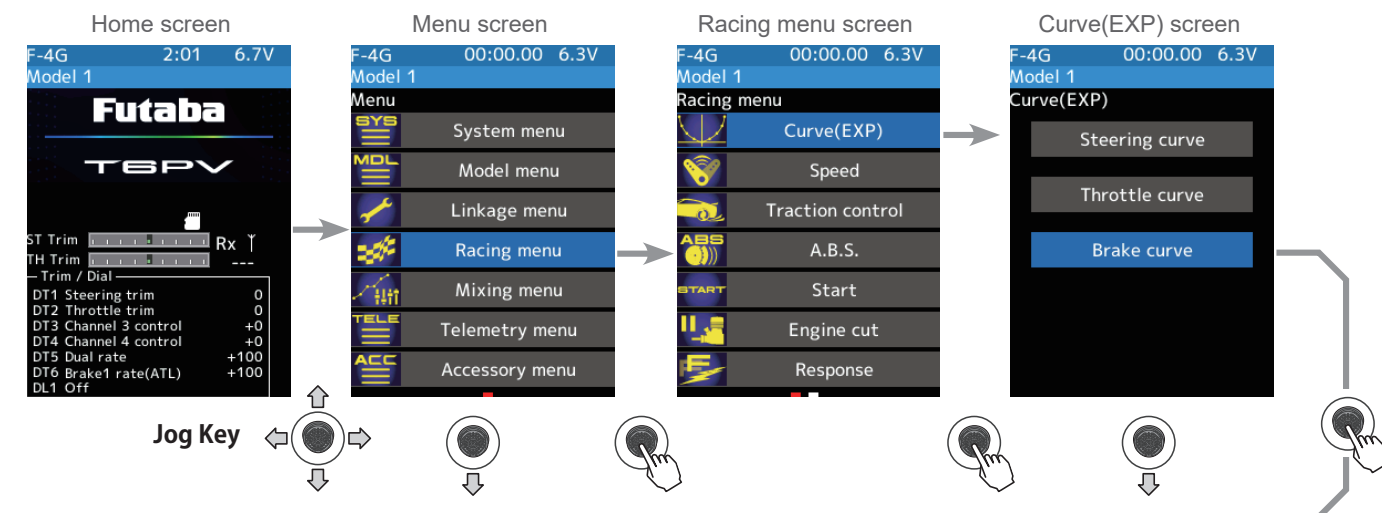 Home screen
F-4G 2:01 6.7V
Model 1
Futaba
T6PV
ST Trim
Rx
TH Trim
---
Trim / Dial
DT1 Steering trim 0
DT2 Throttle trim 0
DT3 Channel 3 control +0
DT4 Channel 4 control +0
DT5 Dual rate +100
DT6 Brake1 rate(ATL) +100
DL1 Off
Jog Key
Menu screen
F-4G 00:00.00 6.3V
Model 1
Menu
SYS System menu
MDL Model menu
Linkage menu
Racing menu
Mixing menu
TELE Telemetry menu
ACC Accessory menu
Racing menu screen
F-4G 00:00.00 6.3V
Model 1
Racing menu
Curve(EXP)
Speed
Traction control
ABS A.B.S.
START Start
Engine cut
Response
Curve(EXP) screen
F-4G 00:00.00 6.3V
Model 1
Curve(EXP)
Steering curve
Throttle curve
Brake curve